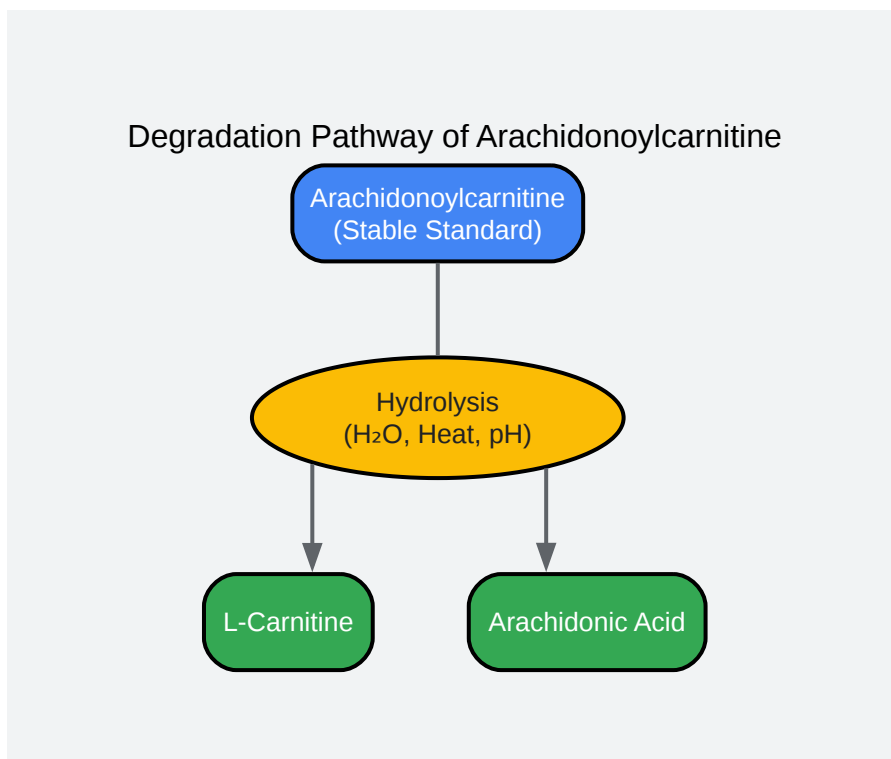 Degradation Pathway of Arachidonoylcarnitine
Arachidonoylcarnitine
(Stable Standard)
Hydrolysis
(H₂O, Heat, pH)
L-Carnitine
Arachidonic Acid